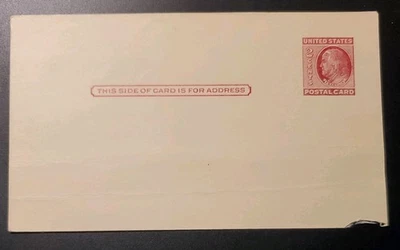 UNITED STATES
THIS SIDE OF CARD IS FOR ADDRESS
POSTAL CARD